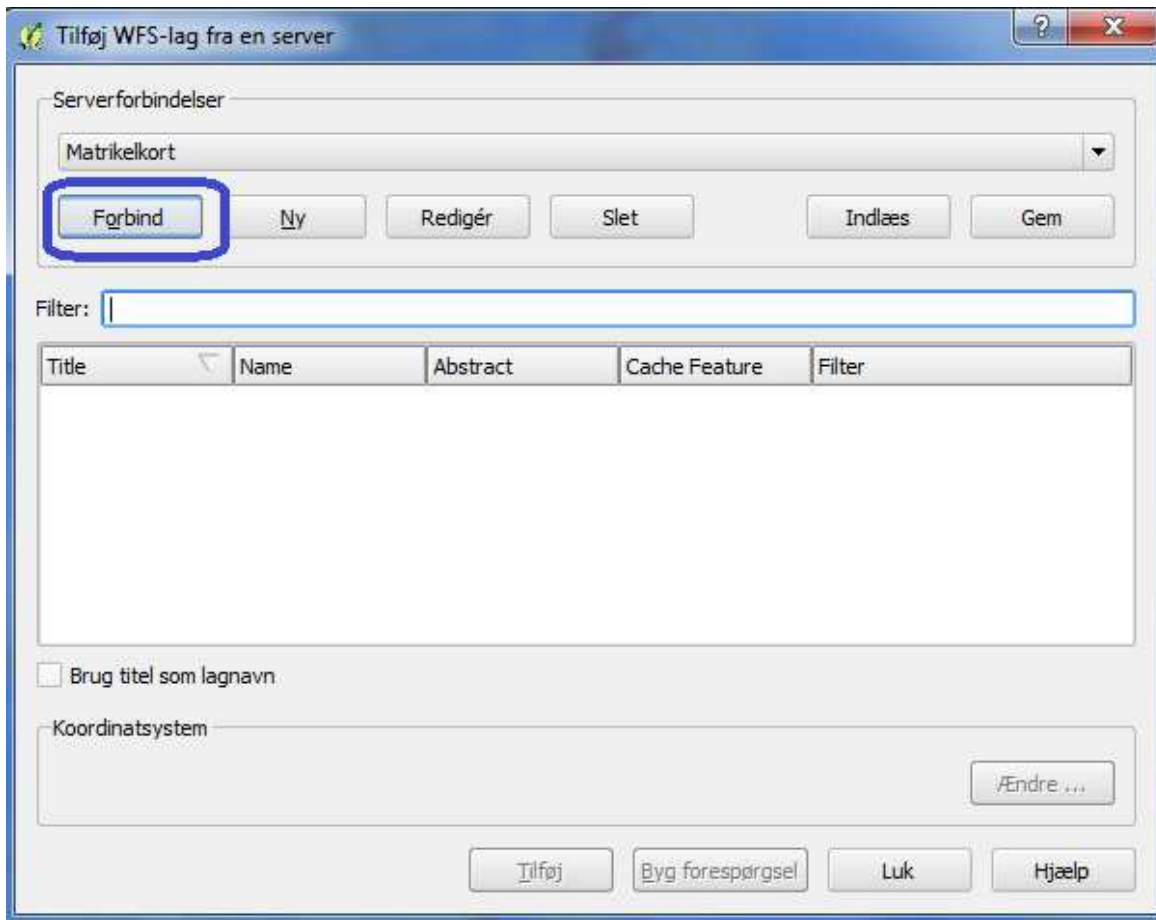 Tilføj WFS-lag fra en server
Serverforbindelser
Matrikelkort
Forbind Ny Redigér Slet Indlæs Gem
Filter:
Title Name Abstract Cache Feature Filter
Brug titel som lagnavn
Koordinatsystem
Ændre ...
Tilføj Byg forespørgsel Luk Hjælp